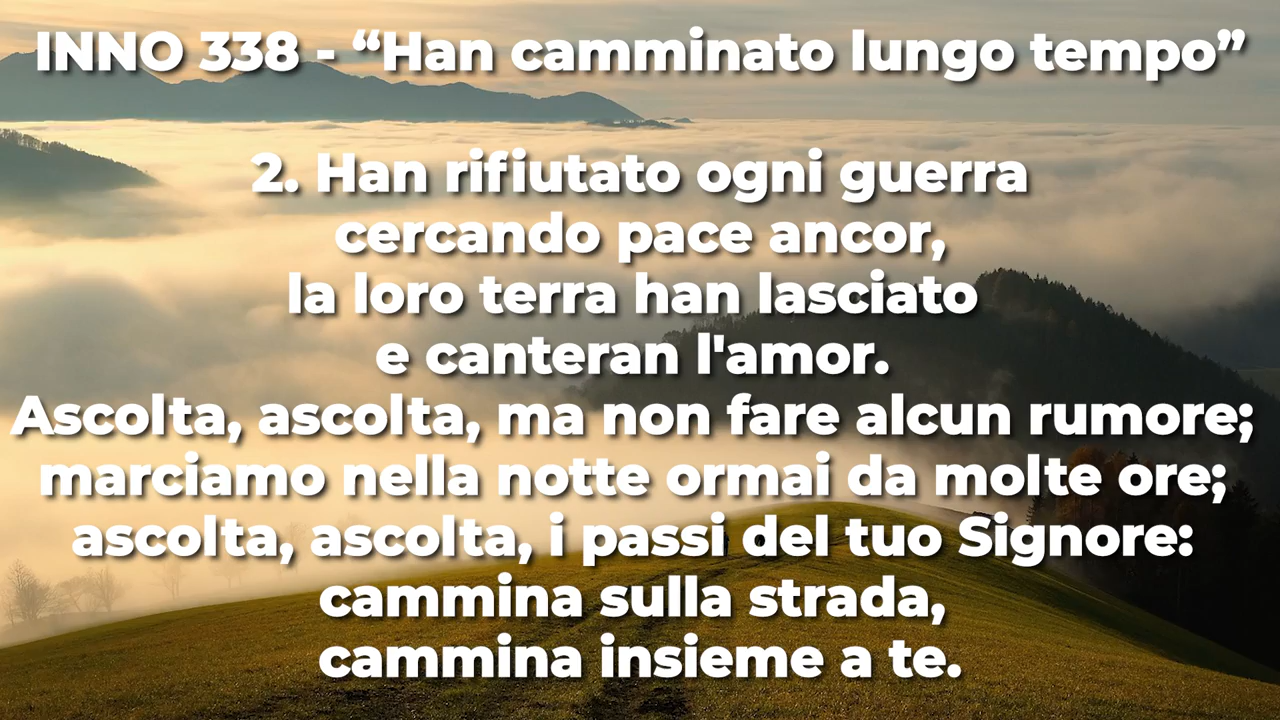 INNO 338 - “Han camminato lungo tempo”
2. Han rifiutato ogni guerra
cercando pace ancor,
la loro terra han lasciato
e canteran l'amor.
Ascolta, ascolta, ma non fare alcun rumore;
marciamo nella notte ormai da molte ore;
ascolta, ascolta, i passi del tuo Signore:
cammina sulla strada,
cammina insieme a te.